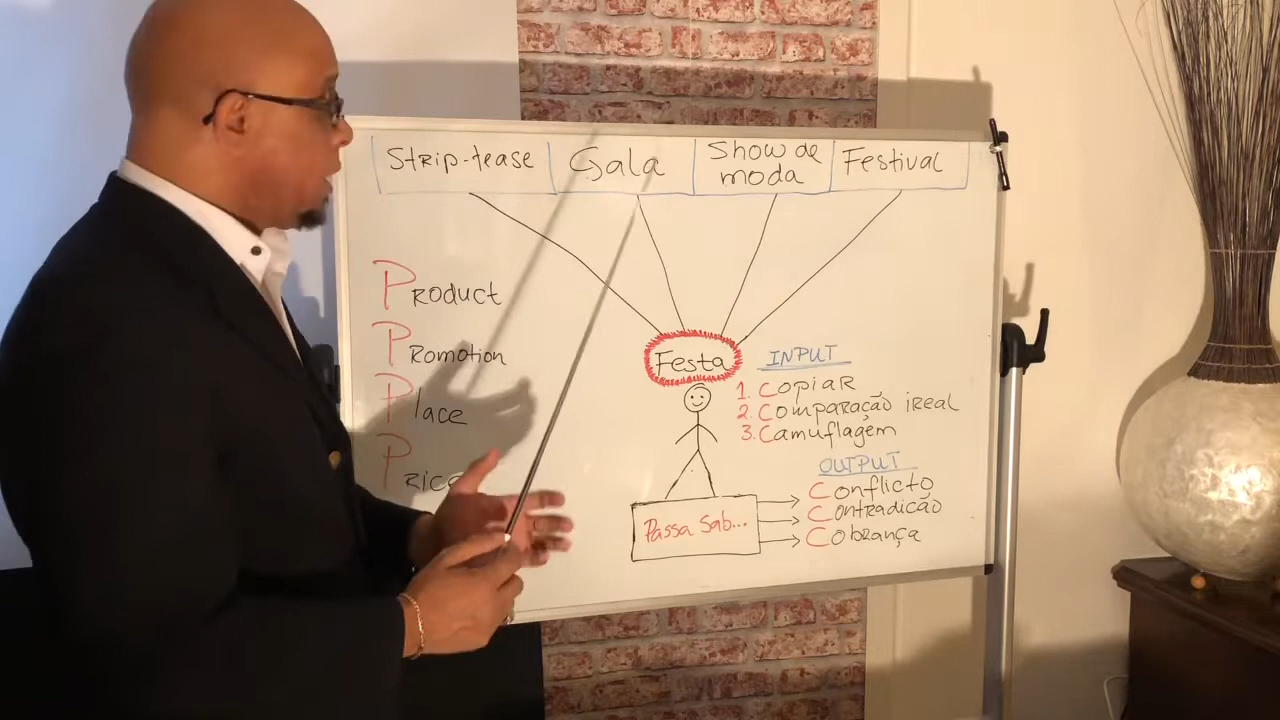 Strip-tease
Gala
Show de
moda
Festival
Product
Promotion
Place
Price
Festa
INPUT
1. Copiar
2. Comparação ireal
3. Camuflagem
OUTPUT
Conflicto
Contradicão
Cobrança
Passa Sab...